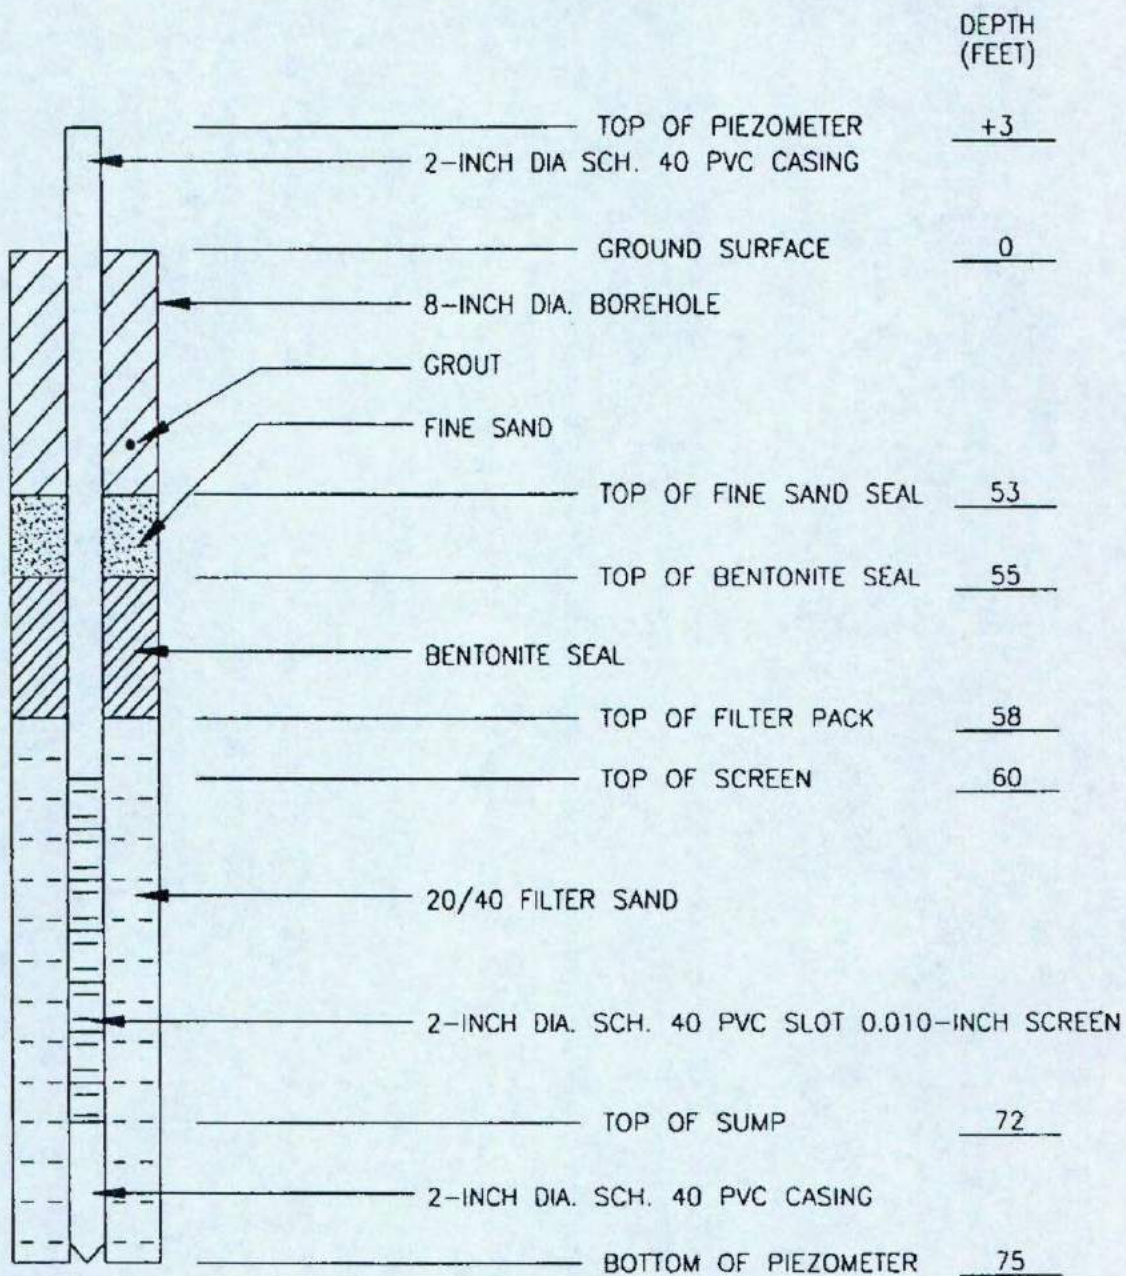 DEPTH
(FEET)
TOP OF PIEZOMETER +3
2-INCH DIA SCH. 40 PVC CASING
GROUND SURFACE 0
8-INCH DIA. BOREHOLE
GROUT
FINE SAND
TOP OF FINE SAND SEAL 53
TOP OF BENTONITE SEAL 55
BENTONITE SEAL
TOP OF FILTER PACK 58
TOP OF SCREEN 60
20/40 FILTER SAND
2-INCH DIA. SCH. 40 PVC SLOT 0.010-INCH SCREEN
TOP OF SUMP 72
2-INCH DIA. SCH. 40 PVC CASING
BOTTOM OF PIEZOMETER 75